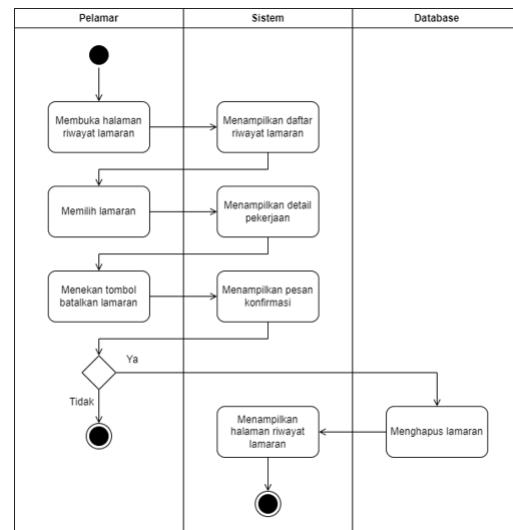 Pelamar
Sistem
Database
Membuka halaman
riwayat lamaran
Menampilkan daftar
riwayat lamaran
Memilih lamaran
Menampilkan detail
pekerjaan
Menekan tombol
batalkan lamaran
Menampilkan pesan
konfirmasi
Ya
Tidak
Menampilkan
halaman riwayat
lamaran
Menghapus lamaran